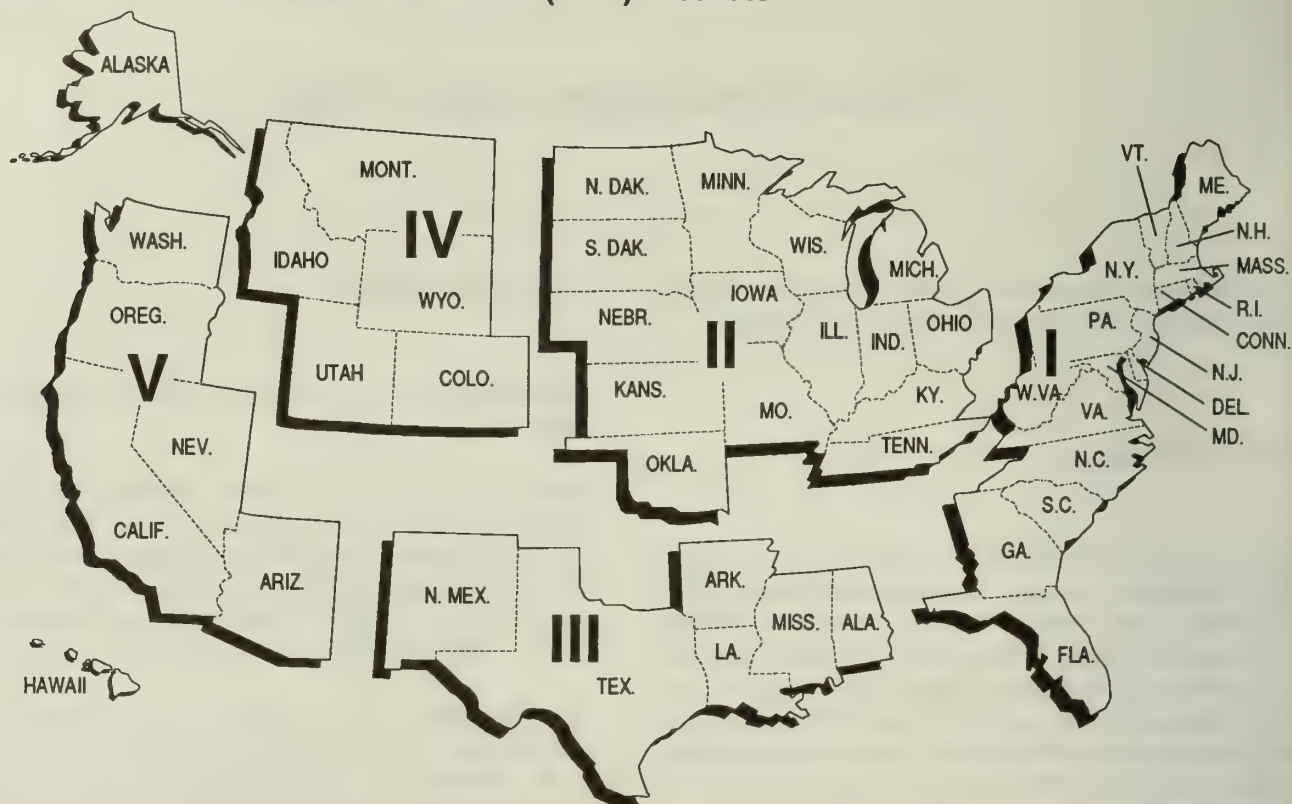 ALASKA
MONT.
IV
IDAHO
WYO.
UTAH
COLO.
WASH.
OREG.
V
NEV.
CALIF.
ARIZ.
HAWAII
N. DAK.
MINN.
S. DAK.
WIS.
MICH.
NEBR.
IOWA
II
ILL.
IND.
OHIO
KANS.
MO.
KY.
OKLA.
TENN.
N. MEX.
III
TEX.
ARK.
LA.
MISS.
ALA.
VT.
ME.
N.H.
N.Y.
MASS.
R.I.
PA.
CONN.
I
N.J.
W.VA.
VA.
DEL.
MD.
N.C.
S.C.
GA.
FLA.